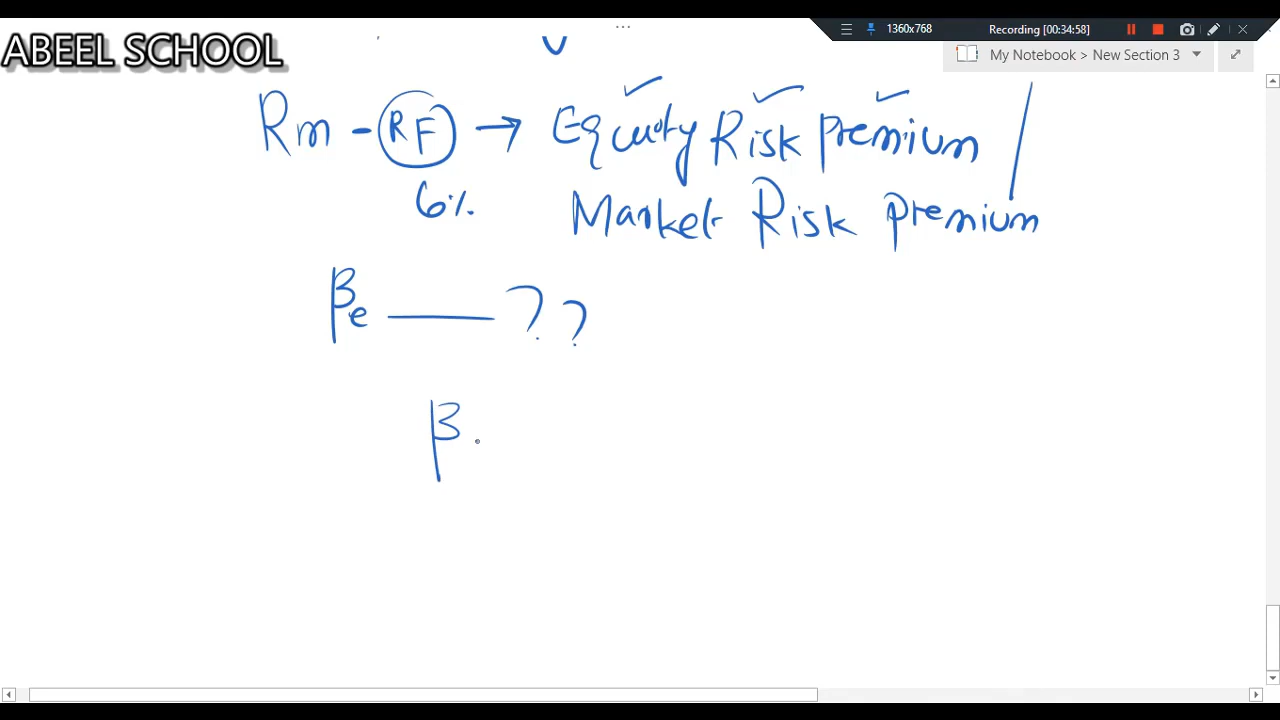 ABEEL SCHOOL
1360x768
Recording [00:34:58]
My Notebook > New Section 3
Rm - RF → Equity Risk premium /
6% Market Risk premium
βe — ??
β